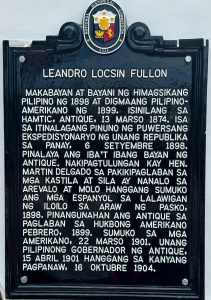 LEANDRO LOCSIN FULLON
MAKABAYAN AT BAYANI NG HIMAGSIKANG
PILIPINO NG 1898 AT DIGMAANG PILIPINO-
AMERIKANO NG 1899. ISINILANG SA
HAMTIC, ANTIQUE, 13 MARSO 1874. ISA
SA ITINALAGANG PINUNO NG PUWERSANG
EKSPEDISYONARYO NG UNANG REPUBLIKA
SA PANAY, 6 SETYEMBRE 1898.
PINALAYA ANG IBA'T IBANG BAYAN NG
ANTIQUE, NAKIPAGTULUNGAN KAY HEN.
MARTIN DELGADO SA PAKIKIPAGLABAN SA
MGA KASTILA AT SILA AY NANALO SA
AREVALO AT MOLO HANGGANG SUMUKO
ANG MGA ESPANYOL SA LALAWIGAN
NG ILOILO SA ARAW NG PASKO,
1898. PINANGUNAHAN ANG ANTIQUE SA
PAGLABAN SA HUKBONG AMERIKANO
PEBRERO, 1899. SUMUKO SA MGA
AMERIKANO, 22 MARSO 1901. UNANG
PILIPINONG GOBERNADOR NG ANTIQUE,
15 ABRIL 1901 HANGGANG SA KANYANG
PAGPANAW, 16 OKTUBRE 1904.